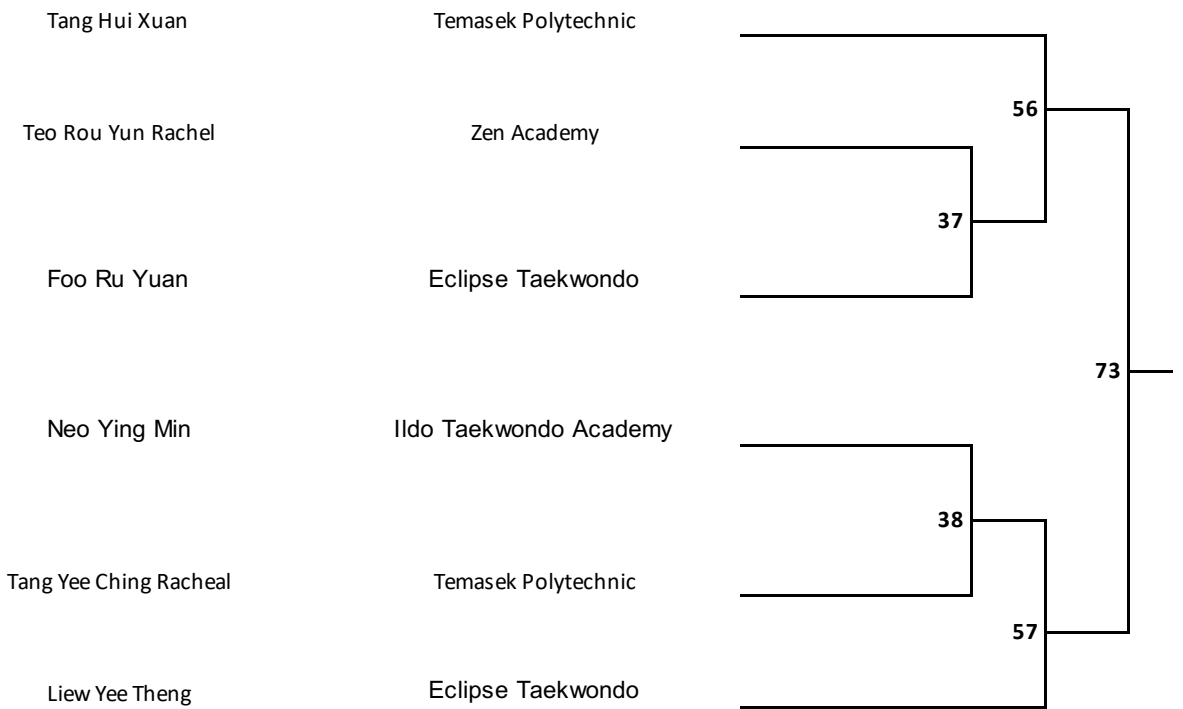 Tang Hui Xuan Temasek Polytechnic
56
Teo Rou Yun Rachel Zen Academy
37
Foo Ru Yuan Eclipse Taekwondo
73
Neo Ying Min Ildo Taekwondo Academy
38
Tang Yee Ching Racheal Temasek Polytechnic
57
Liew Yee Theng Eclipse Taekwondo